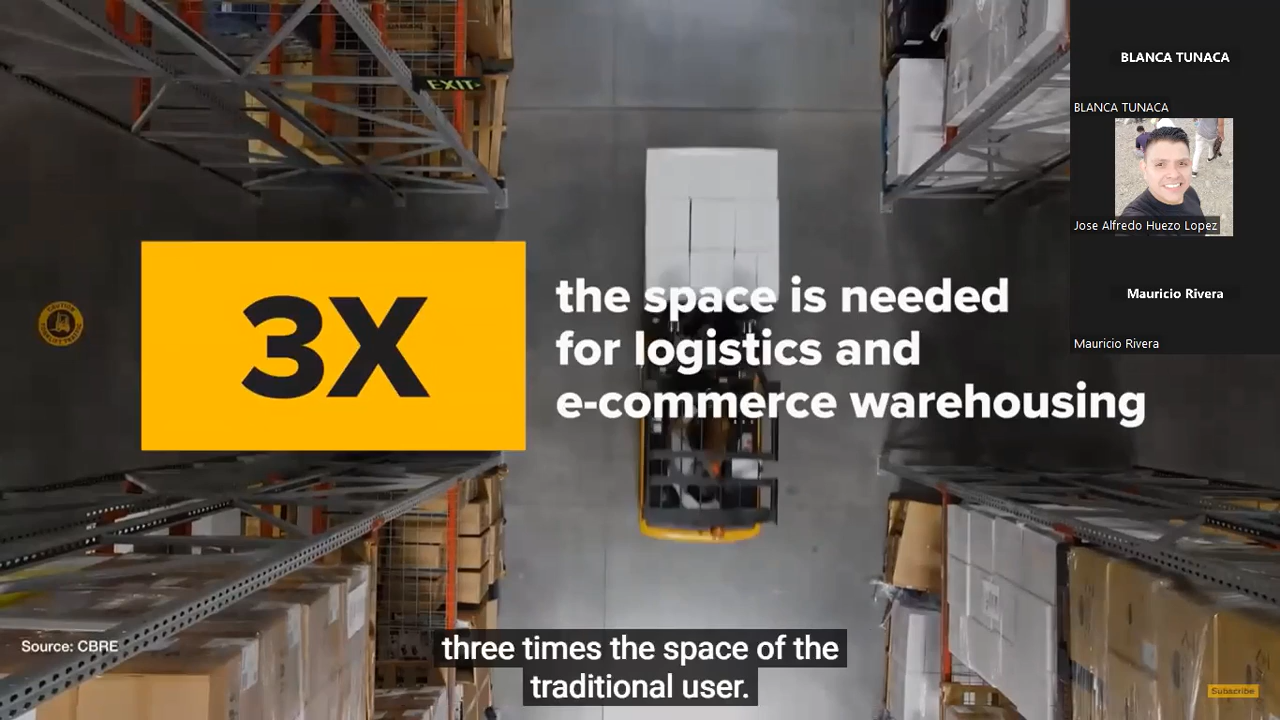 BLANCA TUNACA
BLANCA TUNACA
EXIT
Jose Alfredo Huezo Lopez
3X
the space is needed
for logistics and
e-commerce warehousing
Mauricio Rivera
Mauricio Rivera
Source: CBRE
three times the space of the
traditional user.
Subscribe